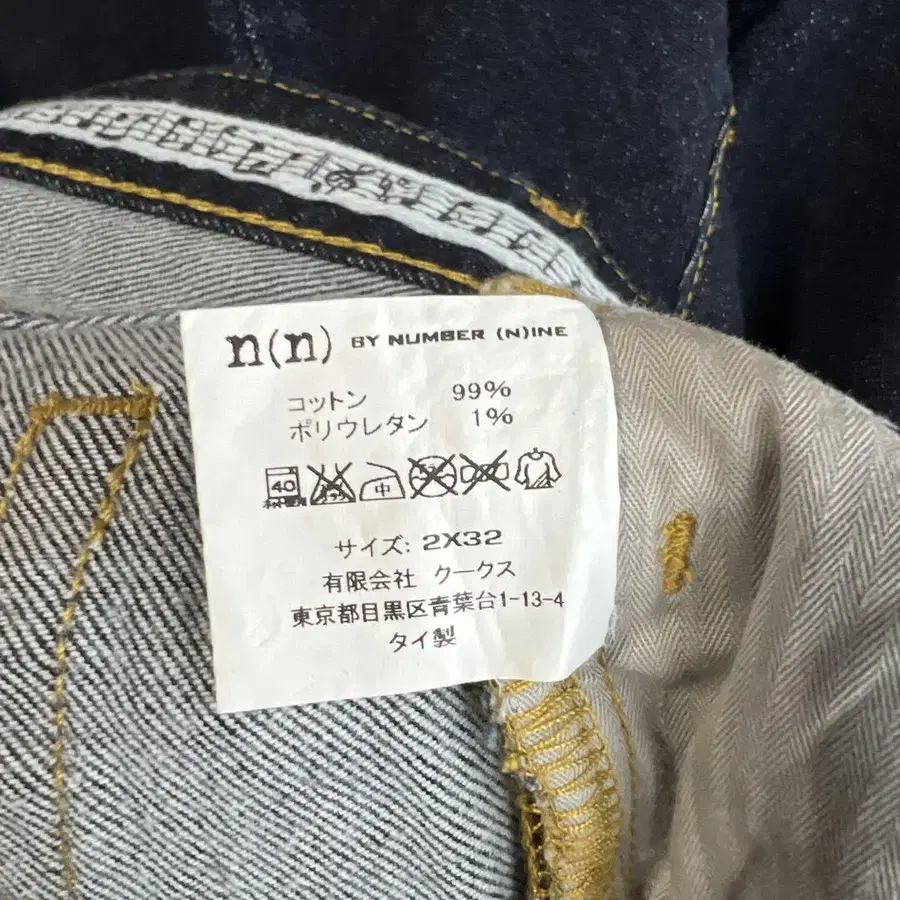 n(n) BY NUMBER (N)INE
コットン 99%
ポリウレタン 1%
40 中
サイズ: 2X32
有限会社 クークス
東京都目黒区青葉台1-13-4
タイ製